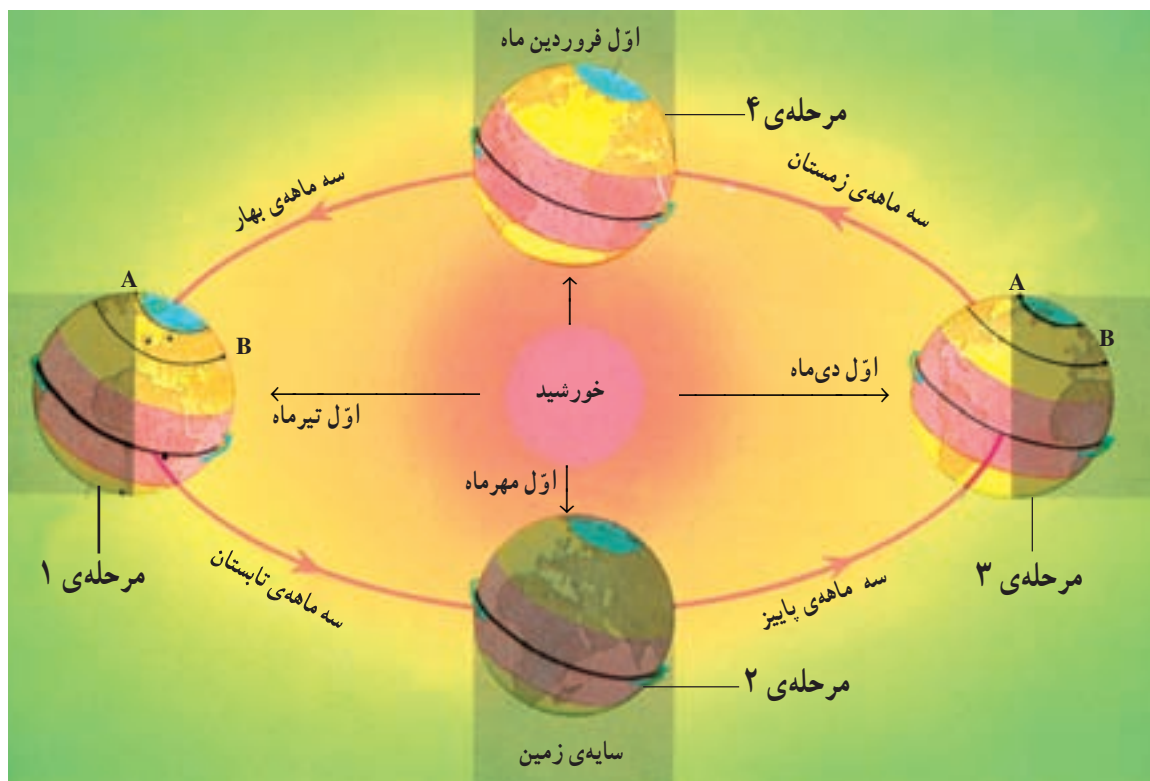 اوّل فروردین ماه
مرحله‌ی ۴
سه ماهه‌ی زمستان
سه ماهه‌ی بهار
A
B
A
B
خورشید
اوّل دی‌ماه
اوّل تیرماه
اوّل مهرماه
مرحله‌ی ۱
مرحله‌ی ۳
سه ماهه‌ی تابستان
سه ماهه‌ی پاییز
مرحله‌ی ۲
سایه‌ی زمین